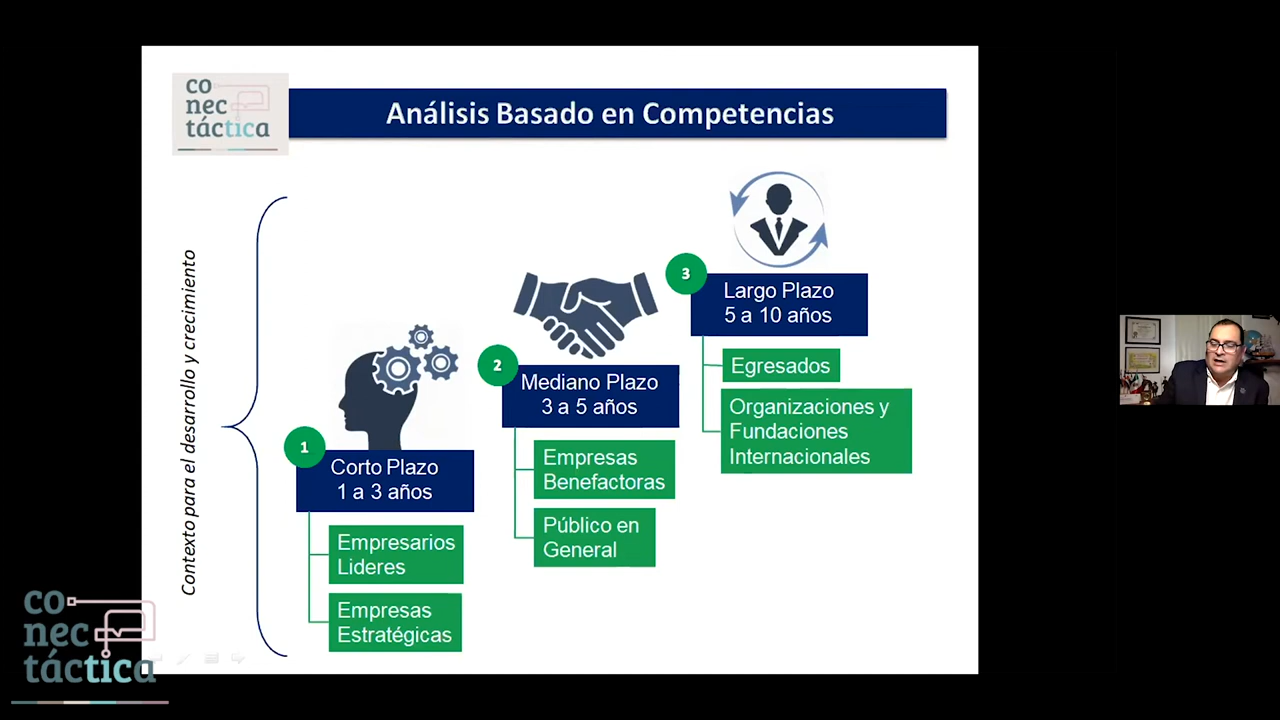 co
nec
táctica
Análisis Basado en Competencias
Contexto para el desarrollo y crecimiento
1
Corto Plazo
1 a 3 años
Empresarios
Lideres
Empresas
Estratégicas
2
Mediano Plazo
3 a 5 años
Empresas
Benefactoras
Público en
General
3
Largo Plazo
5 a 10 años
Egresados
Organizaciones y
Fundaciones
Internacionales
co
nec
táctica